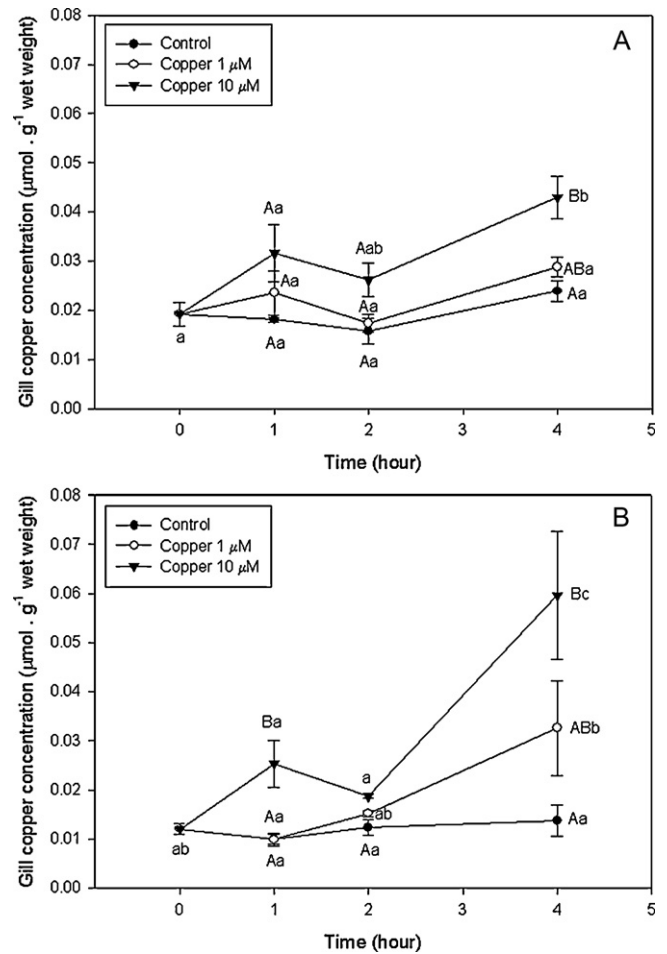 A
Control
Copper 1 μM
Copper 10 μM
Gill copper concentration (μmol . g⁻¹ wet weight)
0.08
0.07
0.06
0.05
0.04
0.03
0.02
0.01
0.00
a
Aa
Aa
Aa
Aab
Aa
Aa
Bb
ABa
Aa
0 1 2 3 4 5
Time (hour)
B
Control
Copper 1 μM
Copper 10 μM
Gill copper concentration (μmol . g⁻¹ wet weight)
0.08
0.07
0.06
0.05
0.04
0.03
0.02
0.01
0.00
ab
Ba
Aa
Aa
a
ab
Aa
Bc
ABb
Aa
0 1 2 3 4 5
Time (hour)